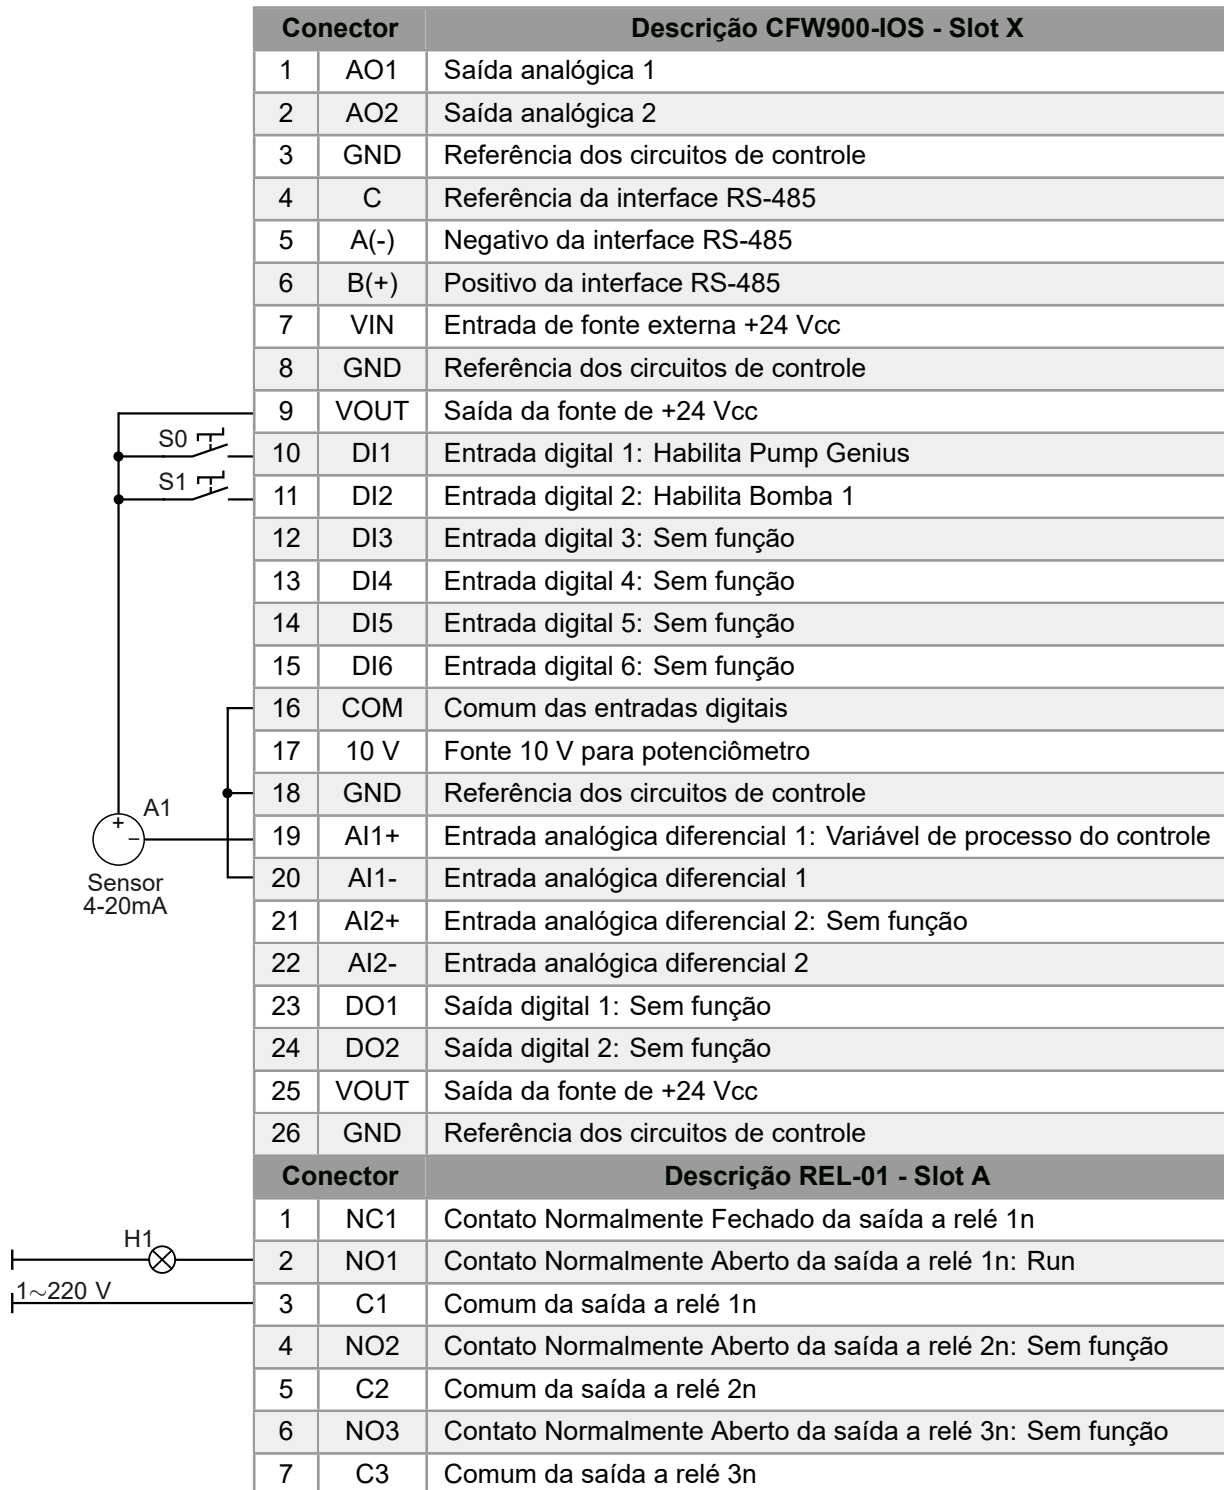 Conector Descrição CFW900-IOS - Slot X
1 AO1 Saída analógica 1
2 AO2 Saída analógica 2
3 GND Referência dos circuitos de controle
4 C Referência da interface RS-485
5 A(-) Negativo da interface RS-485
6 B(+) Positivo da interface RS-485
7 VIN Entrada de fonte externa +24 Vcc
8 GND Referência dos circuitos de controle
9 VOUT Saída da fonte de +24 Vcc
S0 10 DI1 Entrada digital 1: Habilita Pump Genius
S1 11 DI2 Entrada digital 2: Habilita Bomba 1
12 DI3 Entrada digital 3: Sem função
13 DI4 Entrada digital 4: Sem função
14 DI5 Entrada digital 5: Sem função
15 DI6 Entrada digital 6: Sem função
16 COM Comum das entradas digitais
17 10 V Fonte 10 V para potenciômetro
18 GND Referência dos circuitos de controle
A1
+ − 19 AI1+ Entrada analógica diferencial 1: Variável de processo do controle
Sensor 20 AI1- Entrada analógica diferencial 1
4-20mA
21 AI2+ Entrada analógica diferencial 2: Sem função
22 AI2- Entrada analógica diferencial 2
23 DO1 Saída digital 1: Sem função
24 DO2 Saída digital 2: Sem função
25 VOUT Saída da fonte de +24 Vcc
26 GND Referência dos circuitos de controle
Conector Descrição REL-01 - Slot A
1 NC1 Contato Normalmente Fechado da saída a relé 1n
H1 2 NO1 Contato Normalmente Aberto da saída a relé 1n: Run
1~220 V 3 C1 Comum da saída a relé 1n
4 NO2 Contato Normalmente Aberto da saída a relé 2n: Sem função
5 C2 Comum da saída a relé 2n
6 NO3 Contato Normalmente Aberto da saída a relé 3n: Sem função
7 C3 Comum da saída a relé 3n